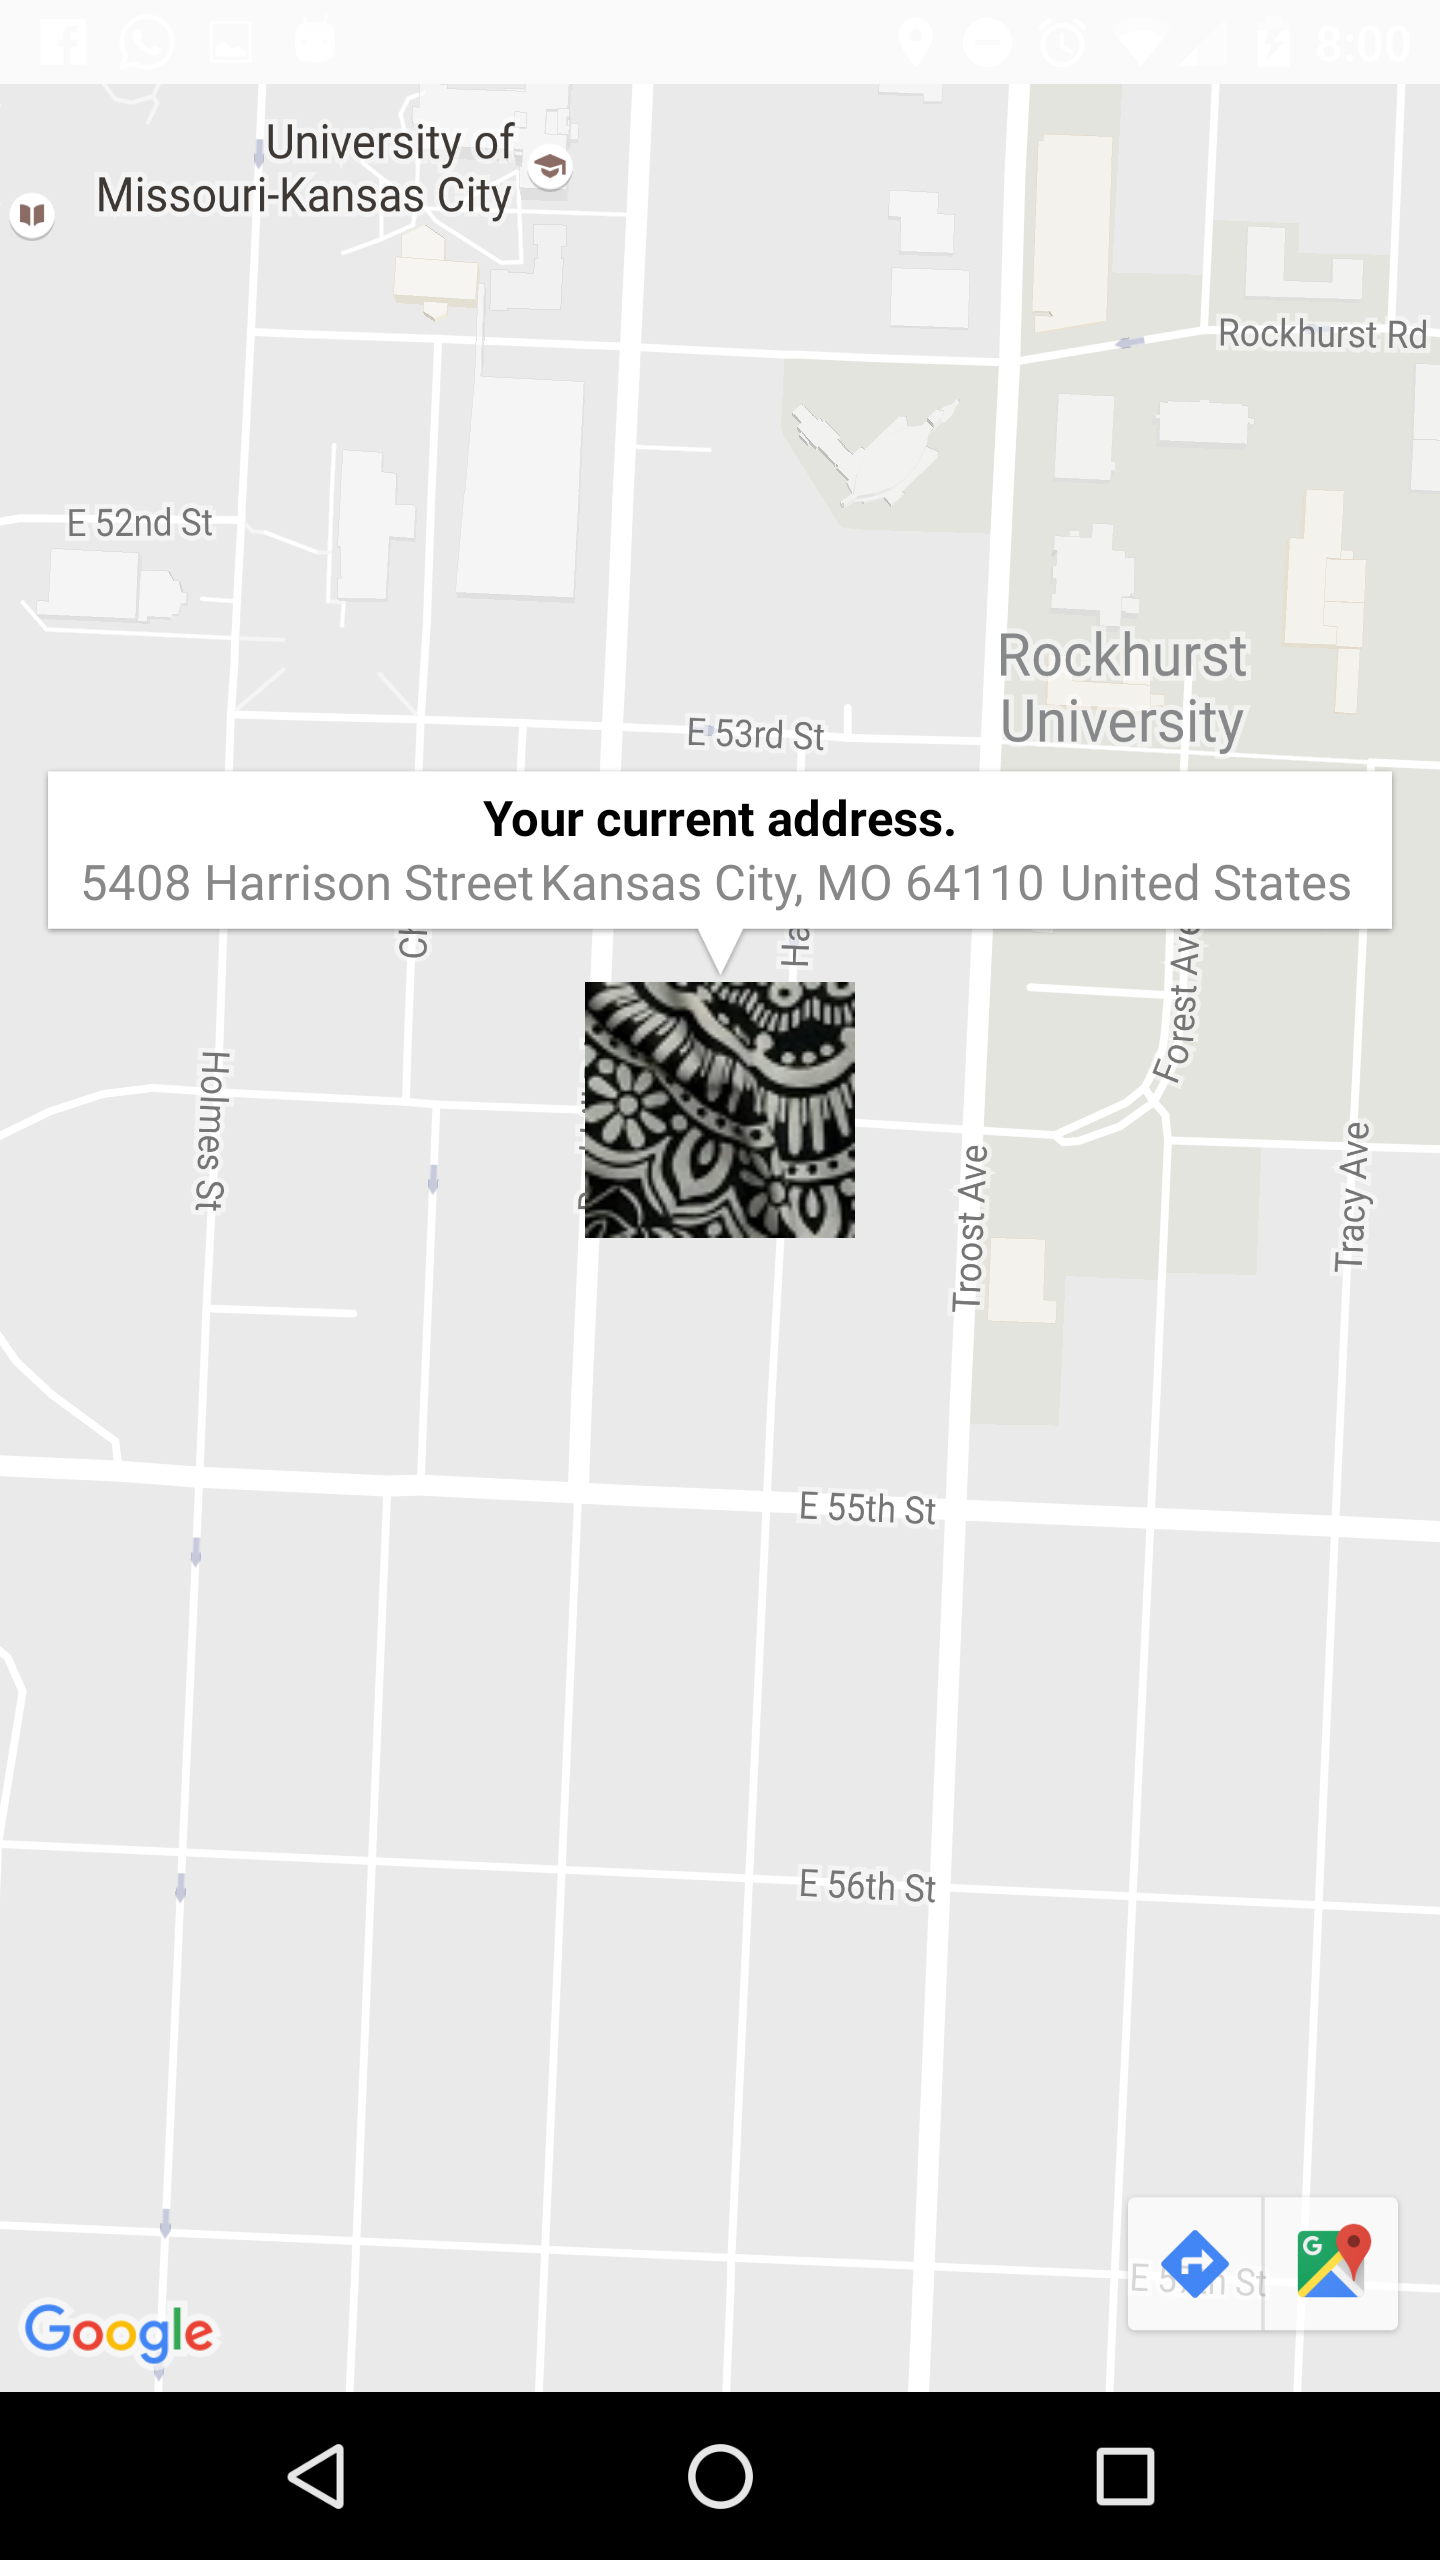 8:00
University of
Missouri-Kansas City
Rockhurst Rd
E 52nd St
Rockhurst
University
E 53rd St
Your current address.
5408 Harrison Street Kansas City, MO 64110 United States
Forest Ave
Holmes St
Troost Ave
Tracy Ave
E 55th St
E 56th St
G
Google